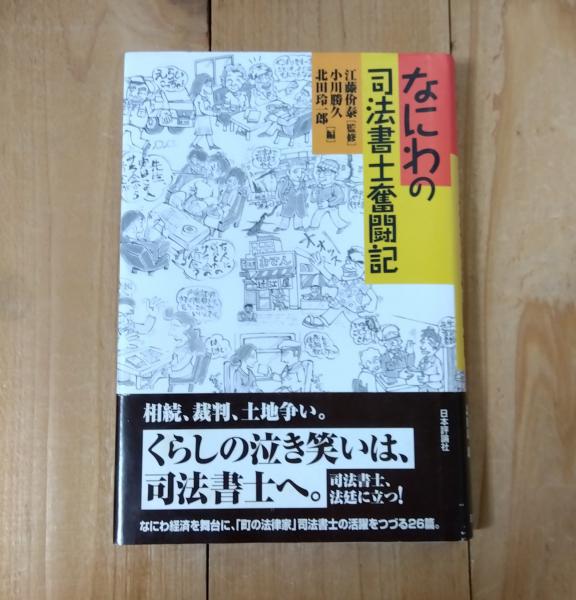 なにわの
司法書士奮闘記
江藤价泰[監修]
小川勝久
北田玲一郎[編]
おでん
相続、裁判、土地争い。
くらしの泣き笑いは、
司法書士へ。
司法書士、
法廷に立つ!
なにわ経済を舞台に、「町の法律家」司法書士の活躍をつづる26篇。
日本評論社